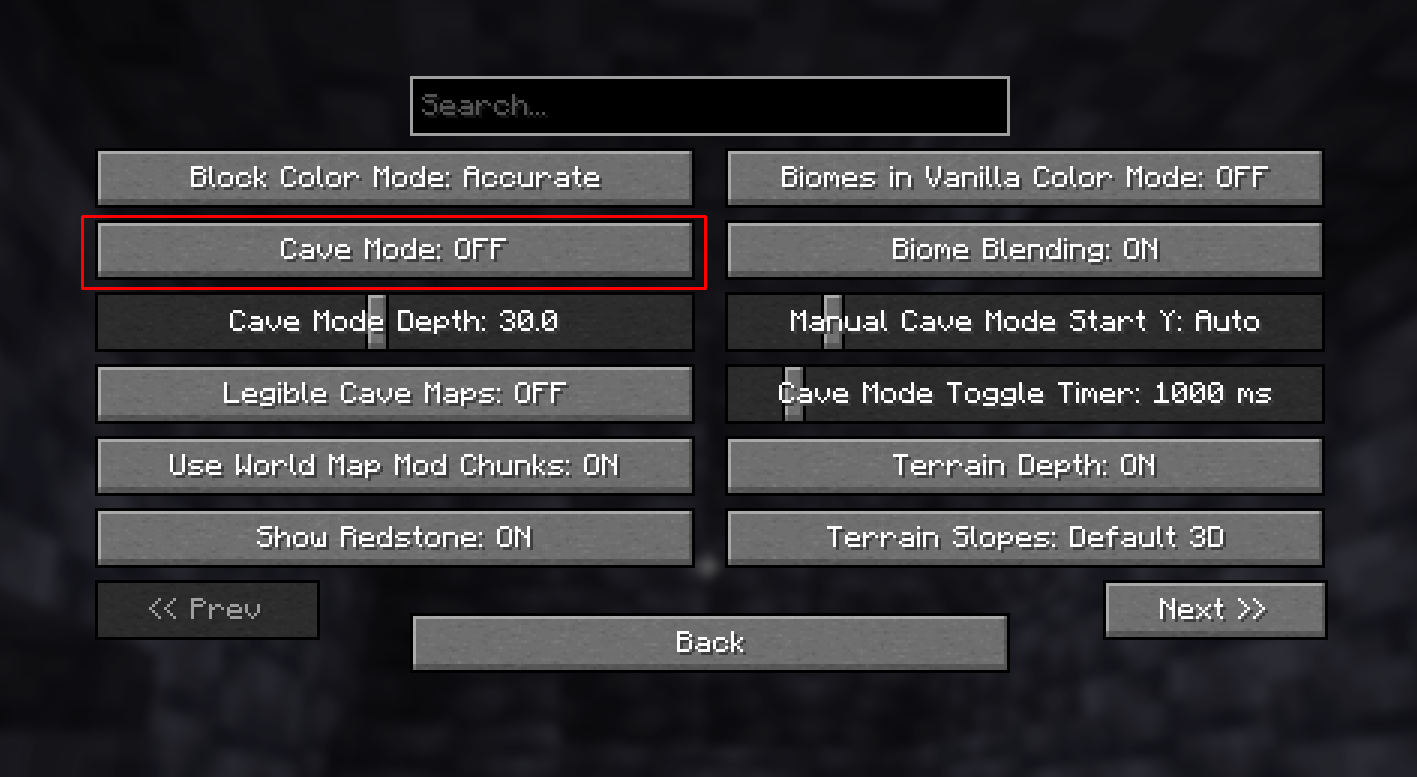 Search...
Block Color Mode: Accurate
Biomes in Vanilla Color Mode: OFF
Cave Mode: OFF
Biome Blending: ON
Cave Mode Depth: 30.0
Manual Cave Mode Start Y: Auto
Legible Cave Maps: OFF
Cave Mode Toggle Timer: 1000 ms
Use World Map Mod Chunks: ON
Terrain Depth: ON
Show Redstone: ON
Terrain Slopes: Default 3D
<< Prev
Next >>
Back